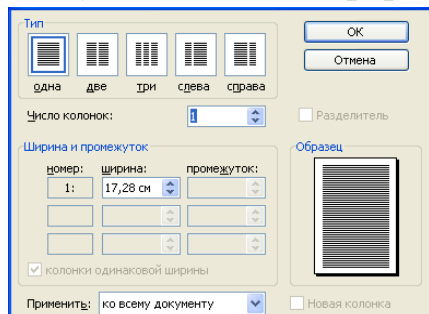 Тип
ОК
Отмена
одна две три слева справа
Число колонок: 1
Разделитель
Ширина и промежуток
Образец
номер: ширина: промежуток:
1: 17,28 см
колонки одинаковой ширины
Применить: ко всему документу
Новая колонка